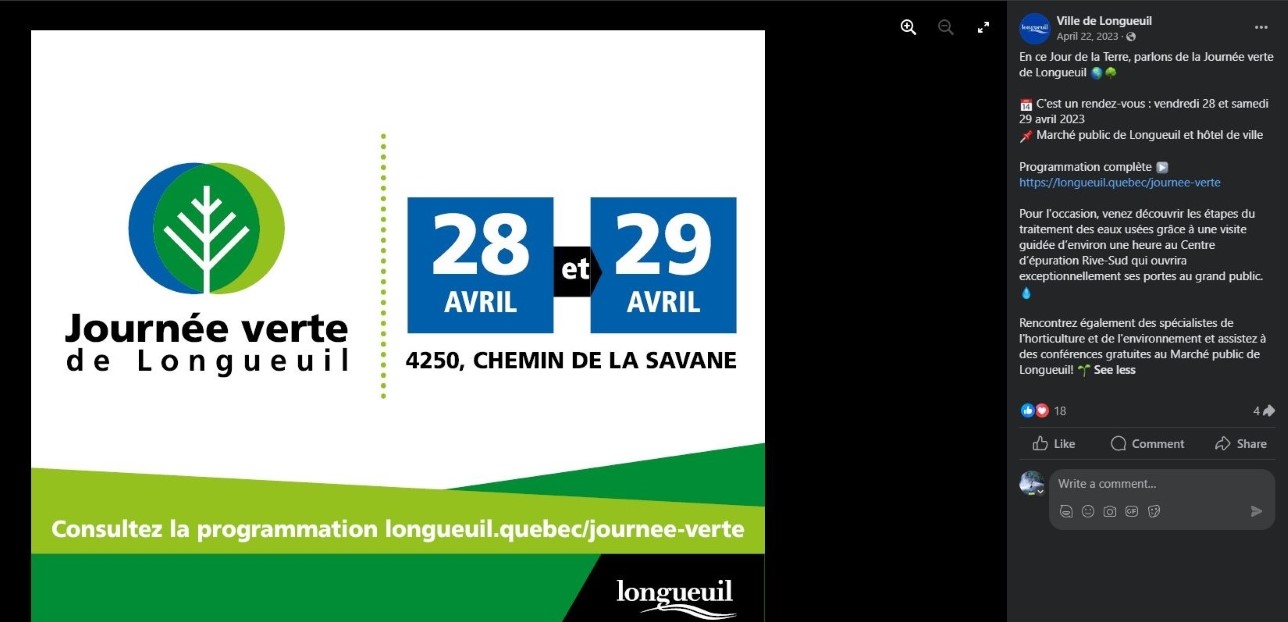 Journée verte
de Longueuil
28
AVRIL
et
29
AVRIL
4250, CHEMIN DE LA SAVANE
Consultez la programmation longueuil.quebec/journee-verte
longueuil
longueuil
Ville de Longueuil
April 22, 2023 ·
En ce Jour de la Terre, parlons de la Journée verte
de Longueuil 🌎🌳
📅 C'est un rendez-vous : vendredi 28 et samedi
29 avril 2023
📌 Marché public de Longueuil et hôtel de ville
Programmation complète ▶️
https://longueuil.quebec/journee-verte
Pour l'occasion, venez découvrir les étapes du
traitement des eaux usées grâce à une visite
guidée d'environ une heure au Centre
d'épuration Rive-Sud qui ouvrira
exceptionnellement ses portes au grand public.
💧
Rencontrez également des spécialistes de
l'horticulture et de l'environnement et assistez à
des conférences gratuites au Marché public de
Longueuil! 🌱 See less
18
4
Like Comment Share
Write a comment...
GIF